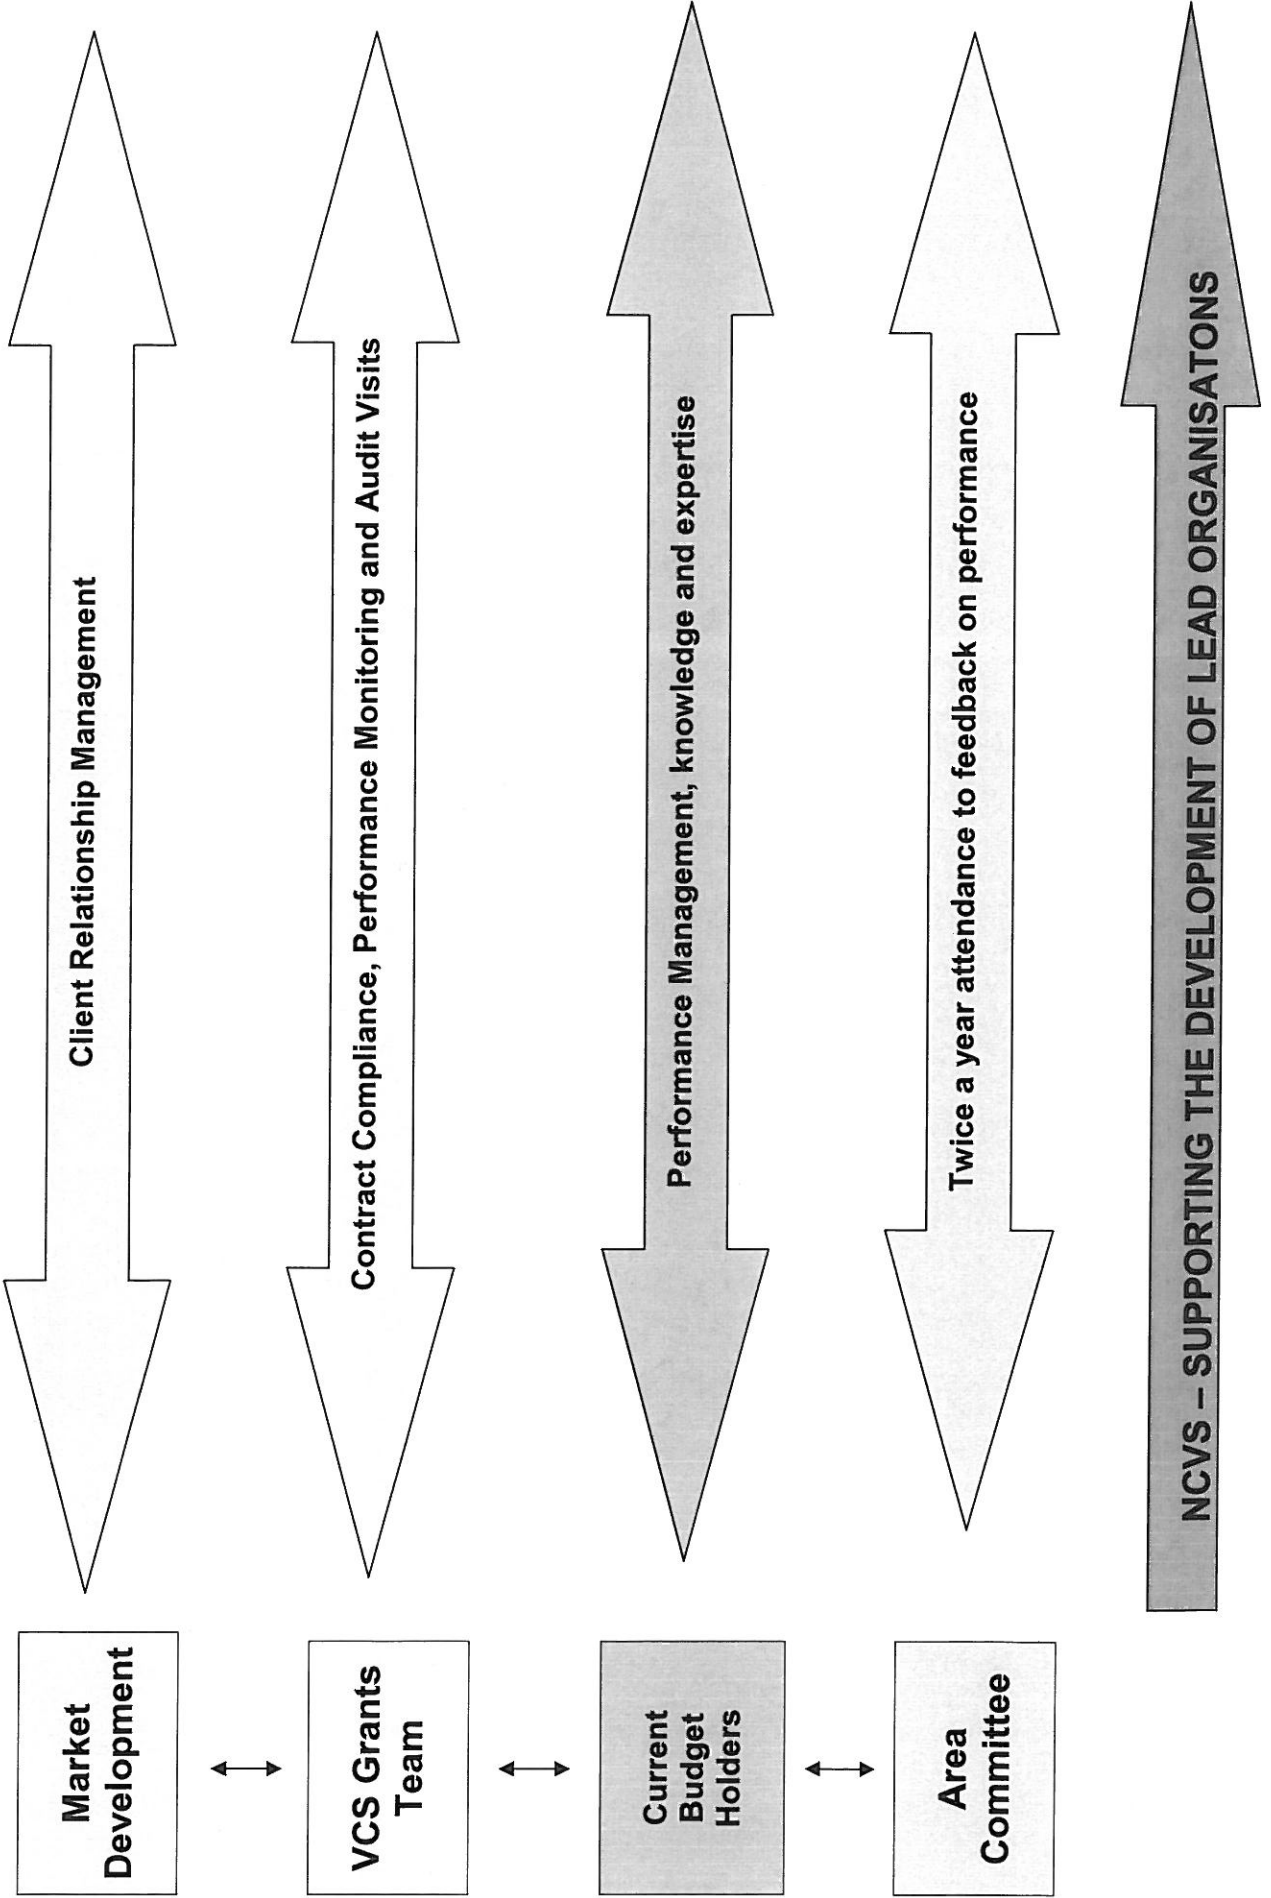 Market
Development
Client Relationship Management
VCS Grants
Team
Contract Compliance, Performance Monitoring and Audit Visits
Current
Budget
Holders
Performance Management, knowledge and expertise
Area
Committee
Twice a year attendance to feedback on performance
NCVS – SUPPORTING THE DEVELOPMENT OF LEAD ORGANISATONS